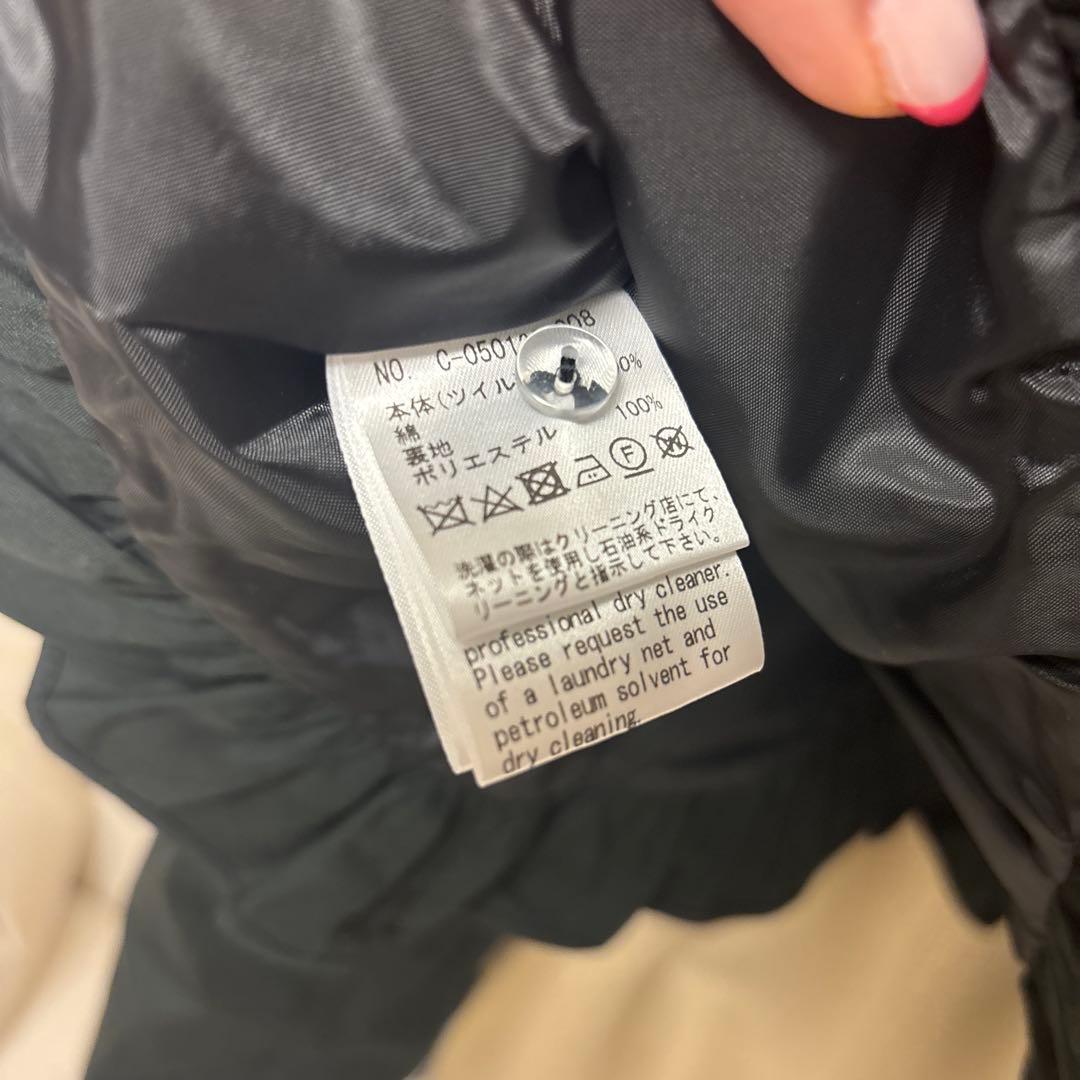 NO. C-0501 008
本体(ツイル
綿 00%
裏地
ポリエステル 100%
F W
洗濯の際はクリーニング店にて、
ネットを使用し石油系ドライク
リーニングと指示して下さい。
professional dry cleaner.
Please request the use
of a laundry net and
petroleum solvent for
dry cleaning.